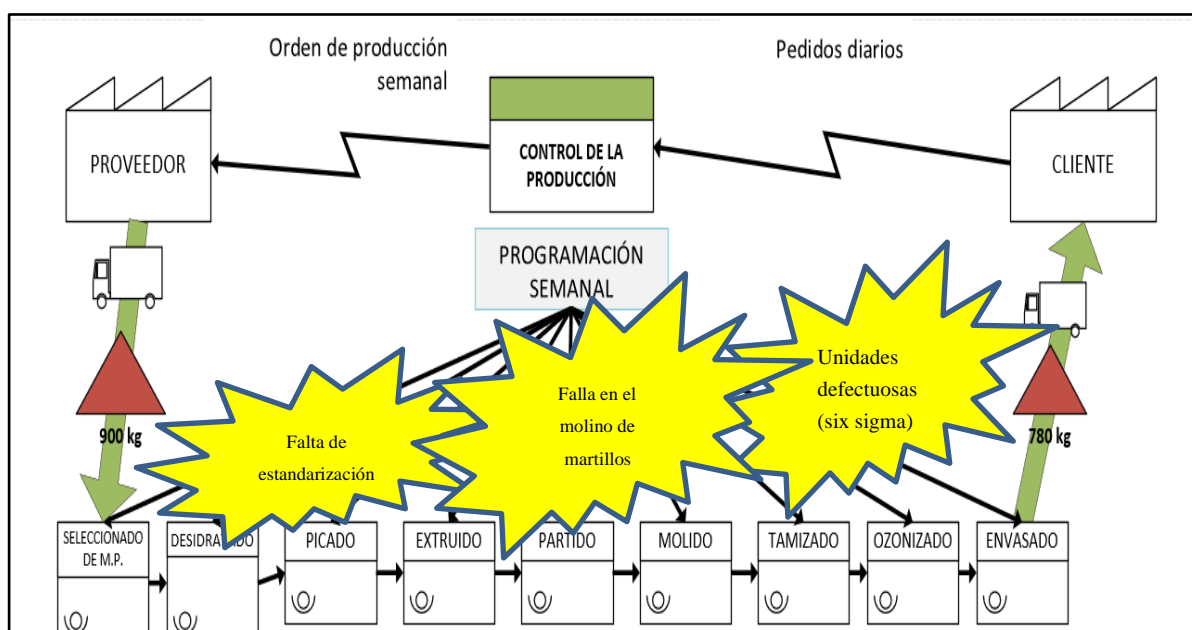 Orden de producción
semanal
Pedidos diarios
PROVEEDOR
CONTROL DE LA
PRODUCCIÓN
CLIENTE
PROGRAMACIÓN
SEMANAL
900 kg
Falta de
estandarización
Falla en el
molino de
martillos
Unidades
defectuosas
(six sigma)
780 kg
SELECCIONADO
DE M.P.
PICADO
EXTRUIDO
PARTIDO
MOLIDO
TAMIZADO
OZONIZADO
ENVASADO